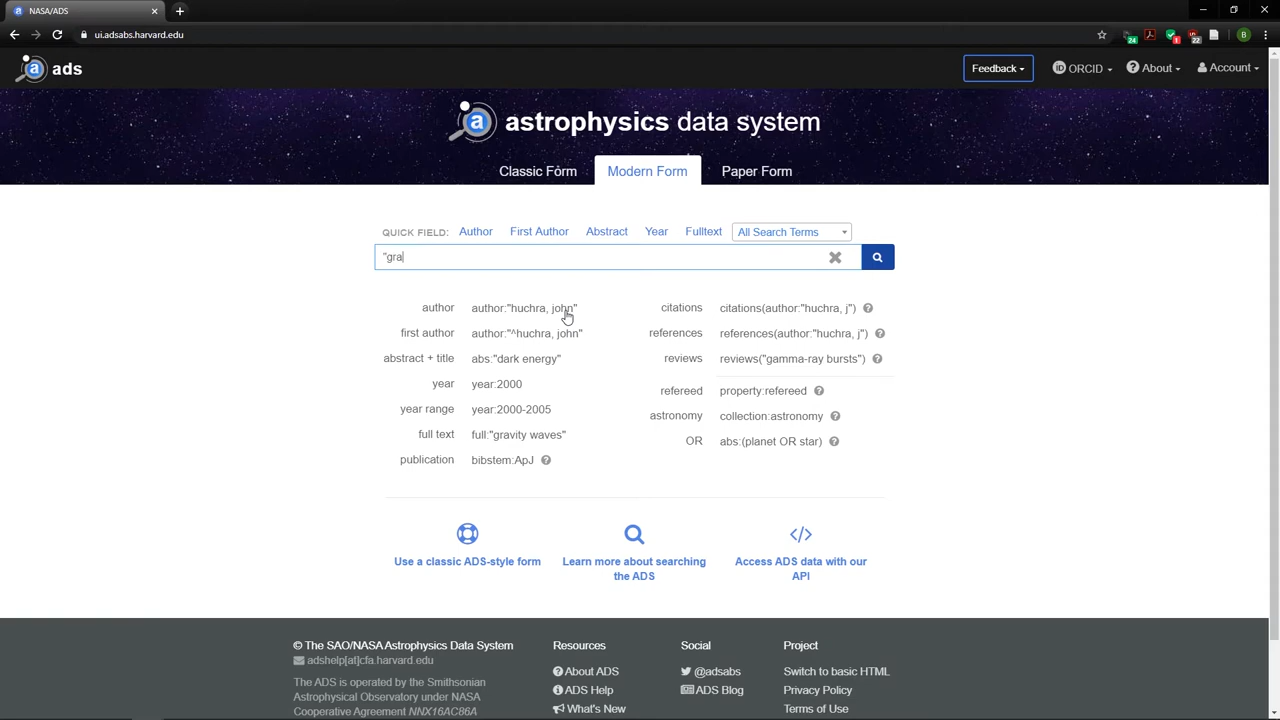 NASA/ADS
ui.adsabs.harvard.edu
24
1
22
B
a ads
Feedback
iD ORCID
About
Account
a astrophysics data system
Classic Form
Modern Form
Paper Form
QUICK FIELD: Author First Author Abstract Year Fulltext All Search Terms
"gra
author author:"huchra, john"
first author author:"^huchra, john"
abstract + title abs:"dark energy"
year year:2000
year range year:2000-2005
full text full:"gravity waves"
publication bibstem:ApJ
citations citations(author:"huchra, j")
references references(author:"huchra, j")
reviews reviews("gamma-ray bursts")
refereed property:refereed
astronomy collection:astronomy
OR abs:(planet OR star)
Use a classic ADS-style form
Learn more about searching
the ADS
Access ADS data with our
API
© The SAO/NASA Astrophysics Data System
adshelp[at]cfa.harvard.edu
The ADS is operated by the Smithsonian
Astrophysical Observatory under NASA
Cooperative Agreement NNX16AC86A
Resources
About ADS
ADS Help
What's New
Social
@adsabs
ADS Blog
Project
Switch to basic HTML
Privacy Policy
Terms of Use